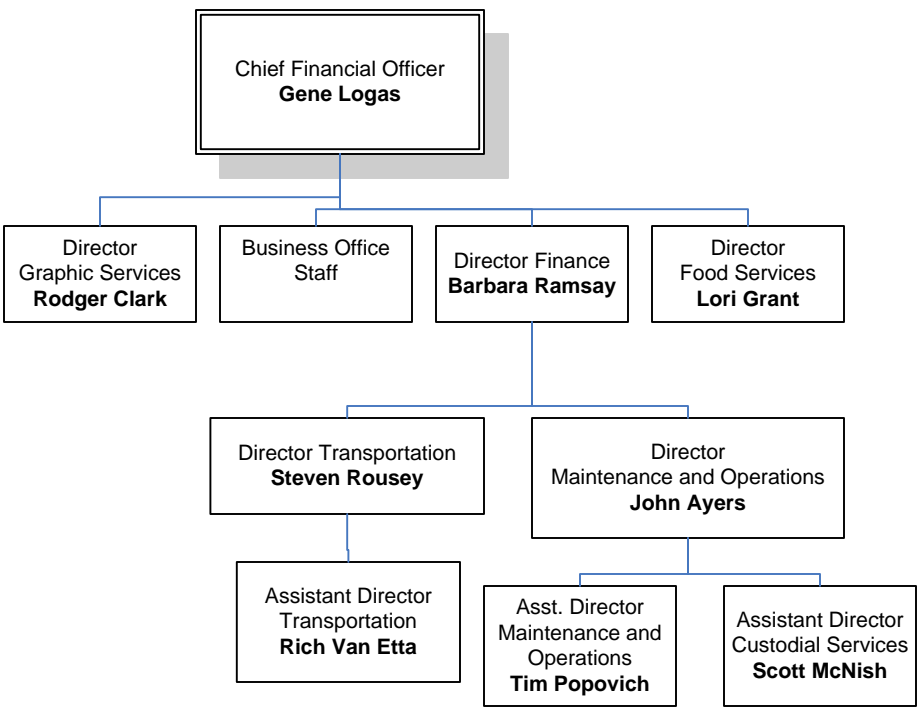 Chief Financial Officer
Gene Logas
Director
Graphic Services
Rodger Clark
Business Office
Staff
Director Finance
Barbara Ramsay
Director
Food Services
Lori Grant
Director Transportation
Steven Rousey
Director
Maintenance and Operations
John Ayers
Assistant Director
Transportation
Rich Van Etta
Asst. Director
Maintenance and
Operations
Tim Popovich
Assistant Director
Custodial Services
Scott McNish